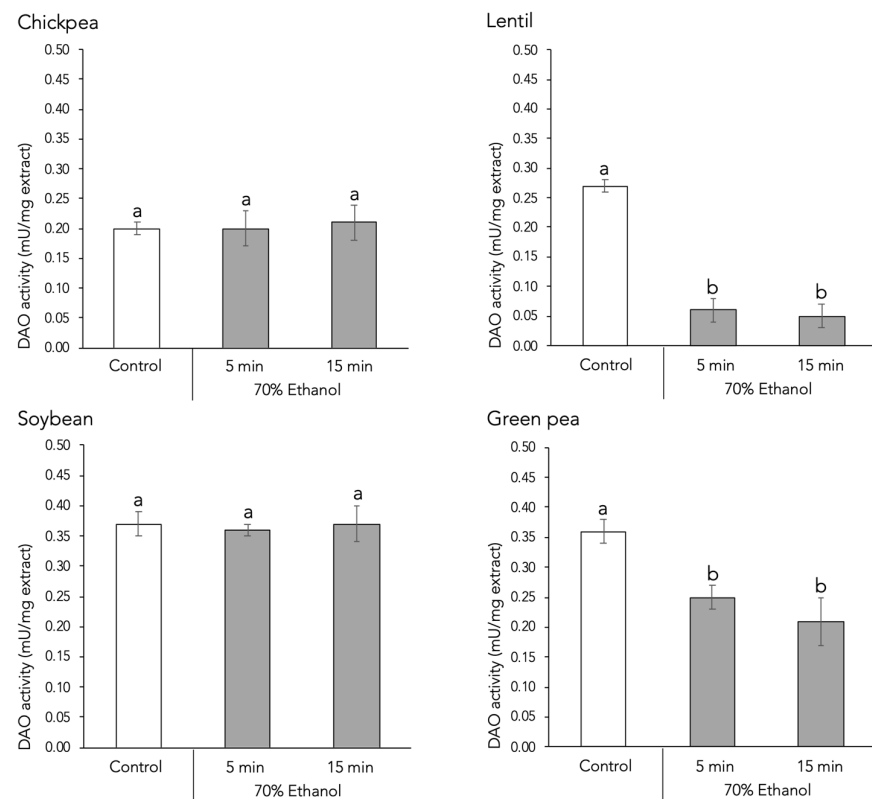 Chickpea
DAO activity (mU/mg extract)
0.50
0.45
0.40
0.35
0.30
0.25
0.20
0.15
0.10
0.05
0.00
a
a
a
Control
5 min
15 min
70% Ethanol
Lentil
DAO activity (mU/mg extract)
0.50
0.45
0.40
0.35
0.30
0.25
0.20
0.15
0.10
0.05
0.00
a
b
b
Control
5 min
15 min
70% Ethanol
Soybean
DAO activity (mU/mg extract)
0.50
0.45
0.40
0.35
0.30
0.25
0.20
0.15
0.10
0.05
0.00
a
a
a
Control
5 min
15 min
70% Ethanol
Green pea
DAO activity (mU/mg extract)
0.50
0.45
0.40
0.35
0.30
0.25
0.20
0.15
0.10
0.05
0.00
a
b
b
Control
5 min
15 min
70% Ethanol